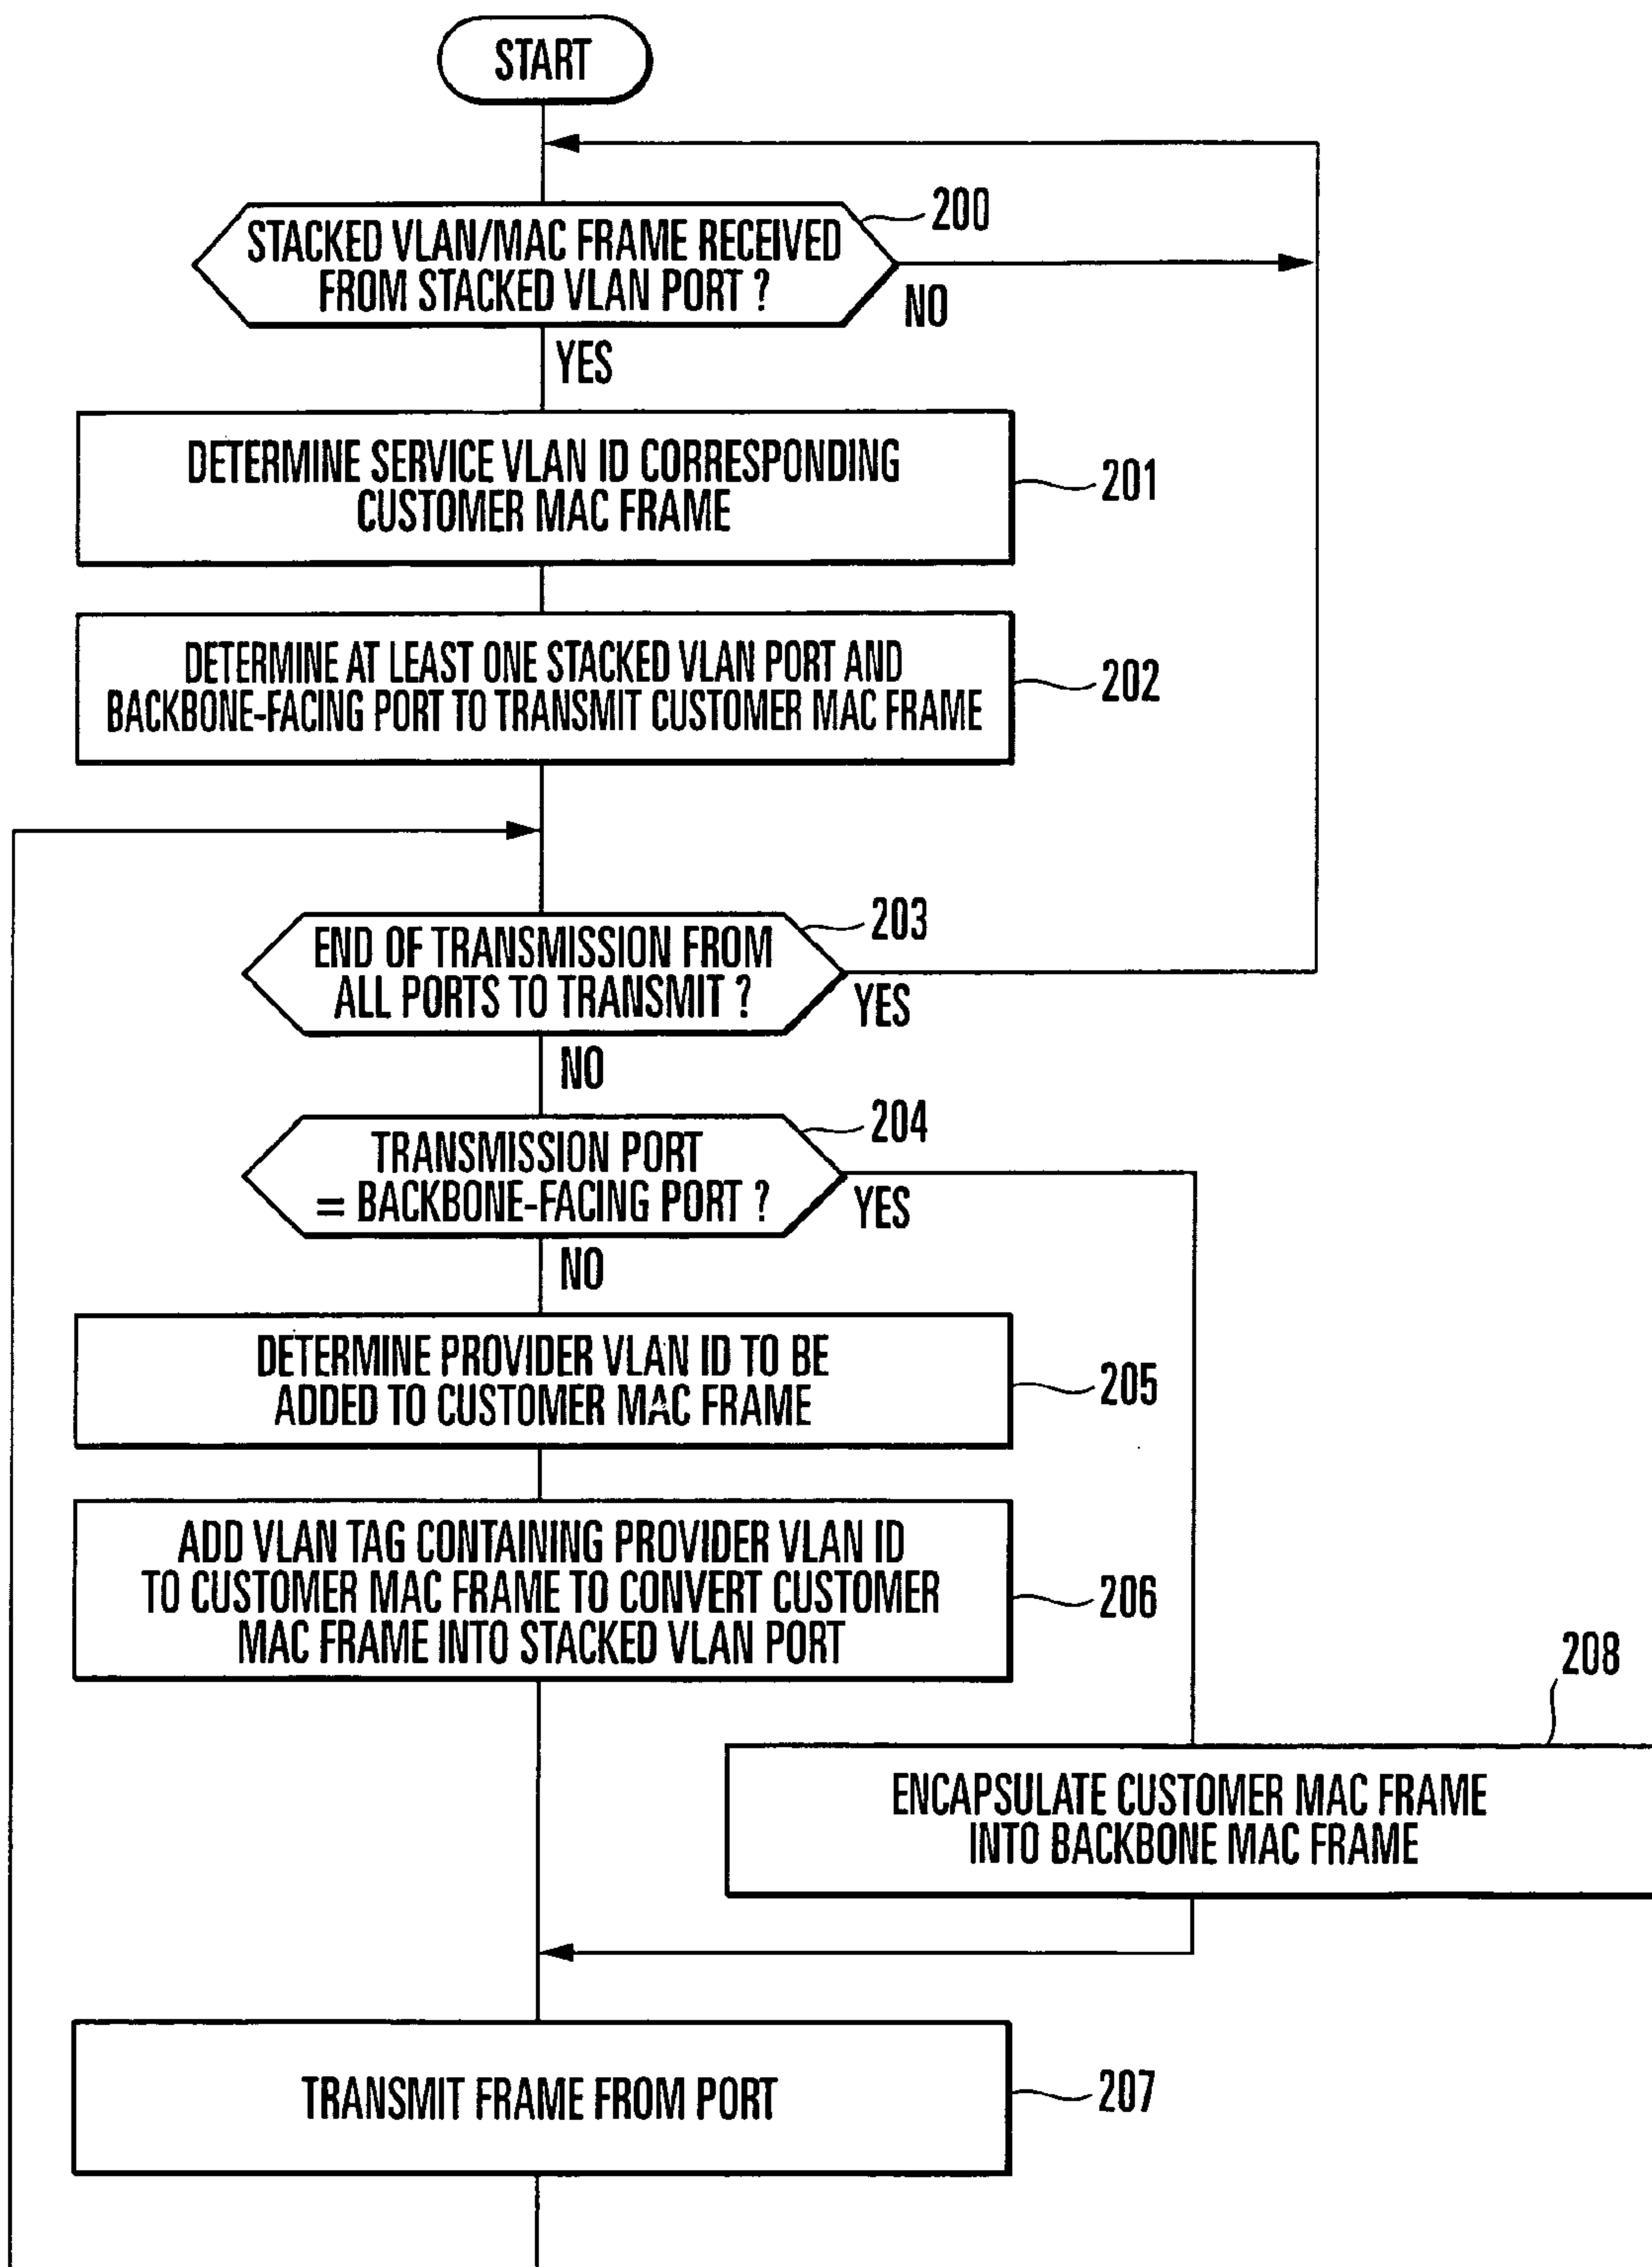 START
200
STACKED VLAN/MAC FRAME RECEIVED
FROM STACKED VLAN PORT ?
NO
YES
DETERMINE SERVICE VLAN ID CORRESPONDING
CUSTOMER MAC FRAME
201
DETERMINE AT LEAST ONE STACKED VLAN PORT AND
BACKBONE-FACING PORT TO TRANSMIT CUSTOMER MAC FRAME
202
203
END OF TRANSMISSION FROM
ALL PORTS TO TRANSMIT ?
YES
NO
204
TRANSMISSION PORT
= BACKBONE-FACING PORT ?
YES
NO
DETERMINE PROVIDER VLAN ID TO BE
ADDED TO CUSTOMER MAC FRAME
205
ADD VLAN TAG CONTAINING PROVIDER VLAN ID
TO CUSTOMER MAC FRAME TO CONVERT CUSTOMER
MAC FRAME INTO STACKED VLAN PORT
206
208
ENCAPSULATE CUSTOMER MAC FRAME
INTO BACKBONE MAC FRAME
TRANSMIT FRAME FROM PORT
207